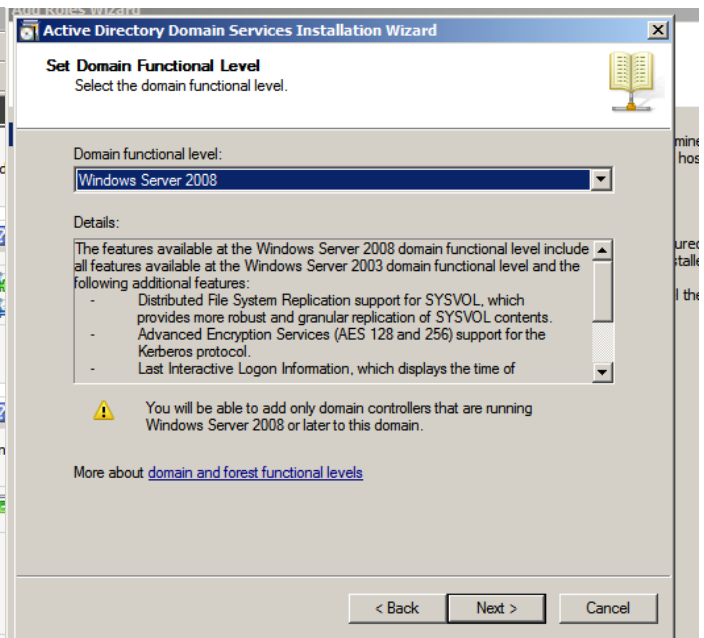 Add Roles Wizard
Active Directory Domain Services Installation Wizard
Set Domain Functional Level
Select the domain functional level.
Domain functional level:
Windows Server 2008
Details:
The features available at the Windows Server 2008 domain functional level include
all features available at the Windows Server 2003 domain functional level and the
following additional features:
- Distributed File System Replication support for SYSVOL, which
provides more robust and granular replication of SYSVOL contents.
- Advanced Encryption Services (AES 128 and 256) support for the
Kerberos protocol.
- Last Interactive Logon Information, which displays the time of
You will be able to add only domain controllers that are running
Windows Server 2008 or later to this domain.
More about domain and forest functional levels
< Back Next > Cancel